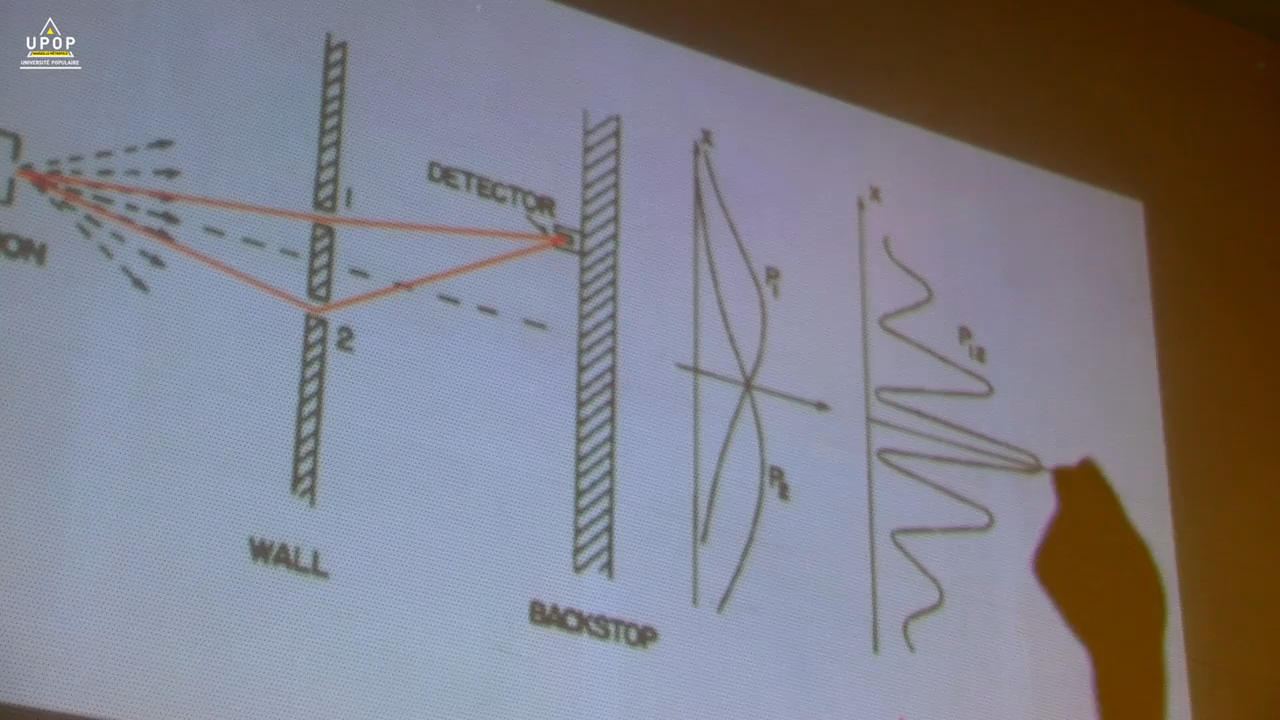 UPOP
UNIVERSITÉ POPULAIRE
1
DETECTOR
X
X
P1
P12
ON
2
P2
WALL
BACKSTOP